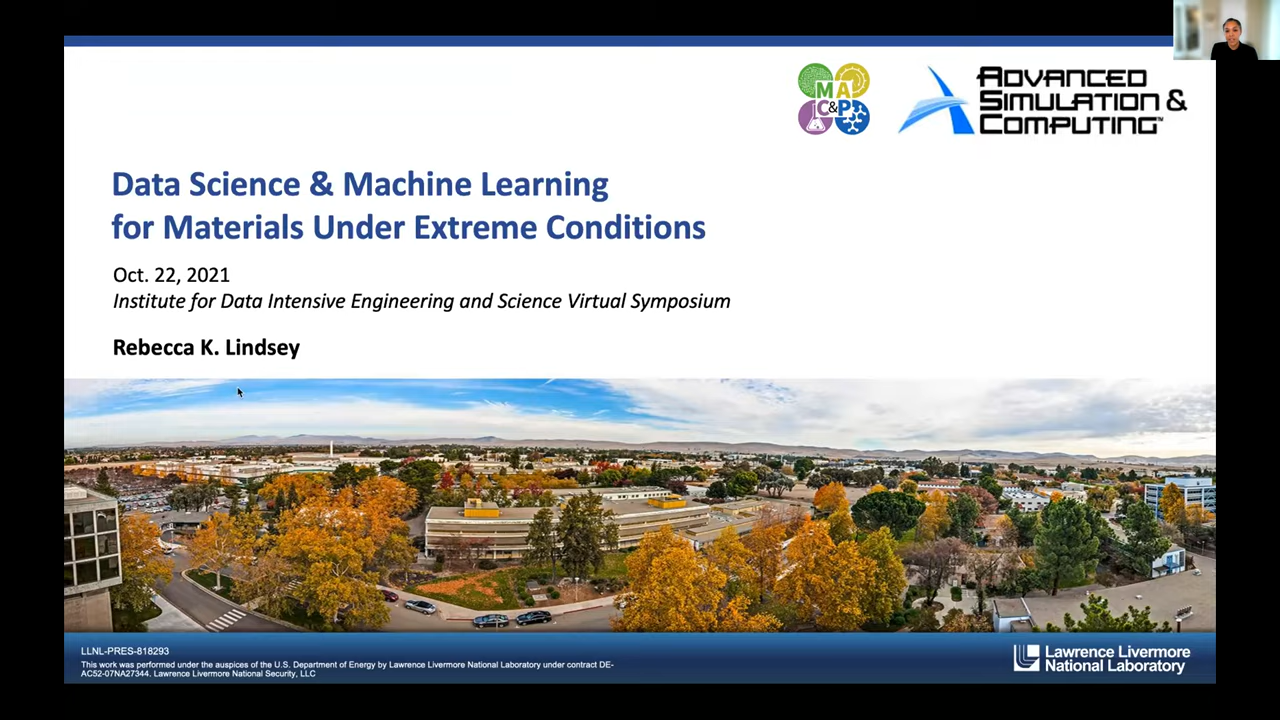 MA
C&P
ADVANCED
SIMULATION &
COMPUTING™
Data Science & Machine Learning
for Materials Under Extreme Conditions
Oct. 22, 2021
Institute for Data Intensive Engineering and Science Virtual Symposium
Rebecca K. Lindsey
LLNL-PRES-818293
This work was performed under the auspices of the U.S. Department of Energy by Lawrence Livermore National Laboratory under contract DE-
AC52-07NA27344. Lawrence Livermore National Security, LLC
Lawrence Livermore
National Laboratory